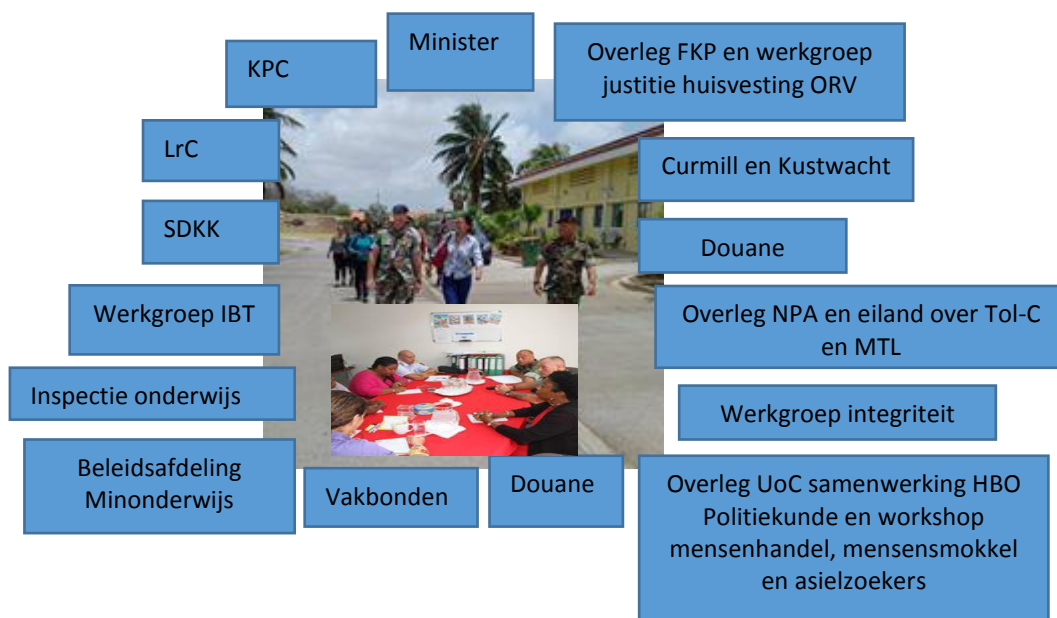 Minister
KPC
Overleg FKP en werkgroep
justitie huisvesting ORV
LrC
Curmill en Kustwacht
SDKK
Douane
Werkgroep IBT
Overleg NPA en eiland over Tol-C
en MTL
Inspectie onderwijs
Werkgroep integriteit
Beleidsafdeling
Minonderwijs
Vakbonden
Douane
Overleg UoC samenwerking HBO
Politiekunde en workshop
mensenhandel, mensensmokkel
en asielzoekers